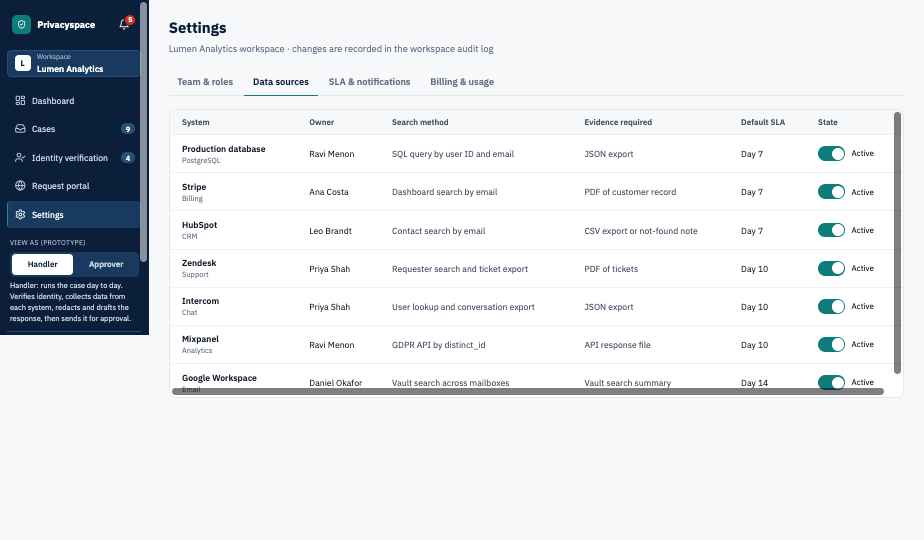 Privacyspace
5
L
Workspace
Lumen Analytics
Dashboard
Cases 9
Identity verification 4
Request portal
Settings
VIEW AS (PROTOTYPE)
Handler Approver
Handler: runs the case day to day.
Verifies identity, collects data from
each system, redacts and drafts the
response, then sends it for approval.
Settings
Lumen Analytics workspace · changes are recorded in the workspace audit log
Team & roles Data sources SLA & notifications Billing & usage
System Owner Search method Evidence required Default SLA State
Production database
PostgreSQL
Ravi Menon SQL query by user ID and email JSON export Day 7 Active
Stripe
Billing
Ana Costa Dashboard search by email PDF of customer record Day 7 Active
HubSpot
CRM
Leo Brandt Contact search by email CSV export or not-found note Day 7 Active
Zendesk
Support
Priya Shah Requester search and ticket export PDF of tickets Day 10 Active
Intercom
Chat
Priya Shah User lookup and conversation export JSON export Day 10 Active
Mixpanel
Analytics
Ravi Menon GDPR API by distinct_id API response file Day 10 Active
Google Workspace
Email
Daniel Okafor Vault search across mailboxes Vault search summary Day 14 Active